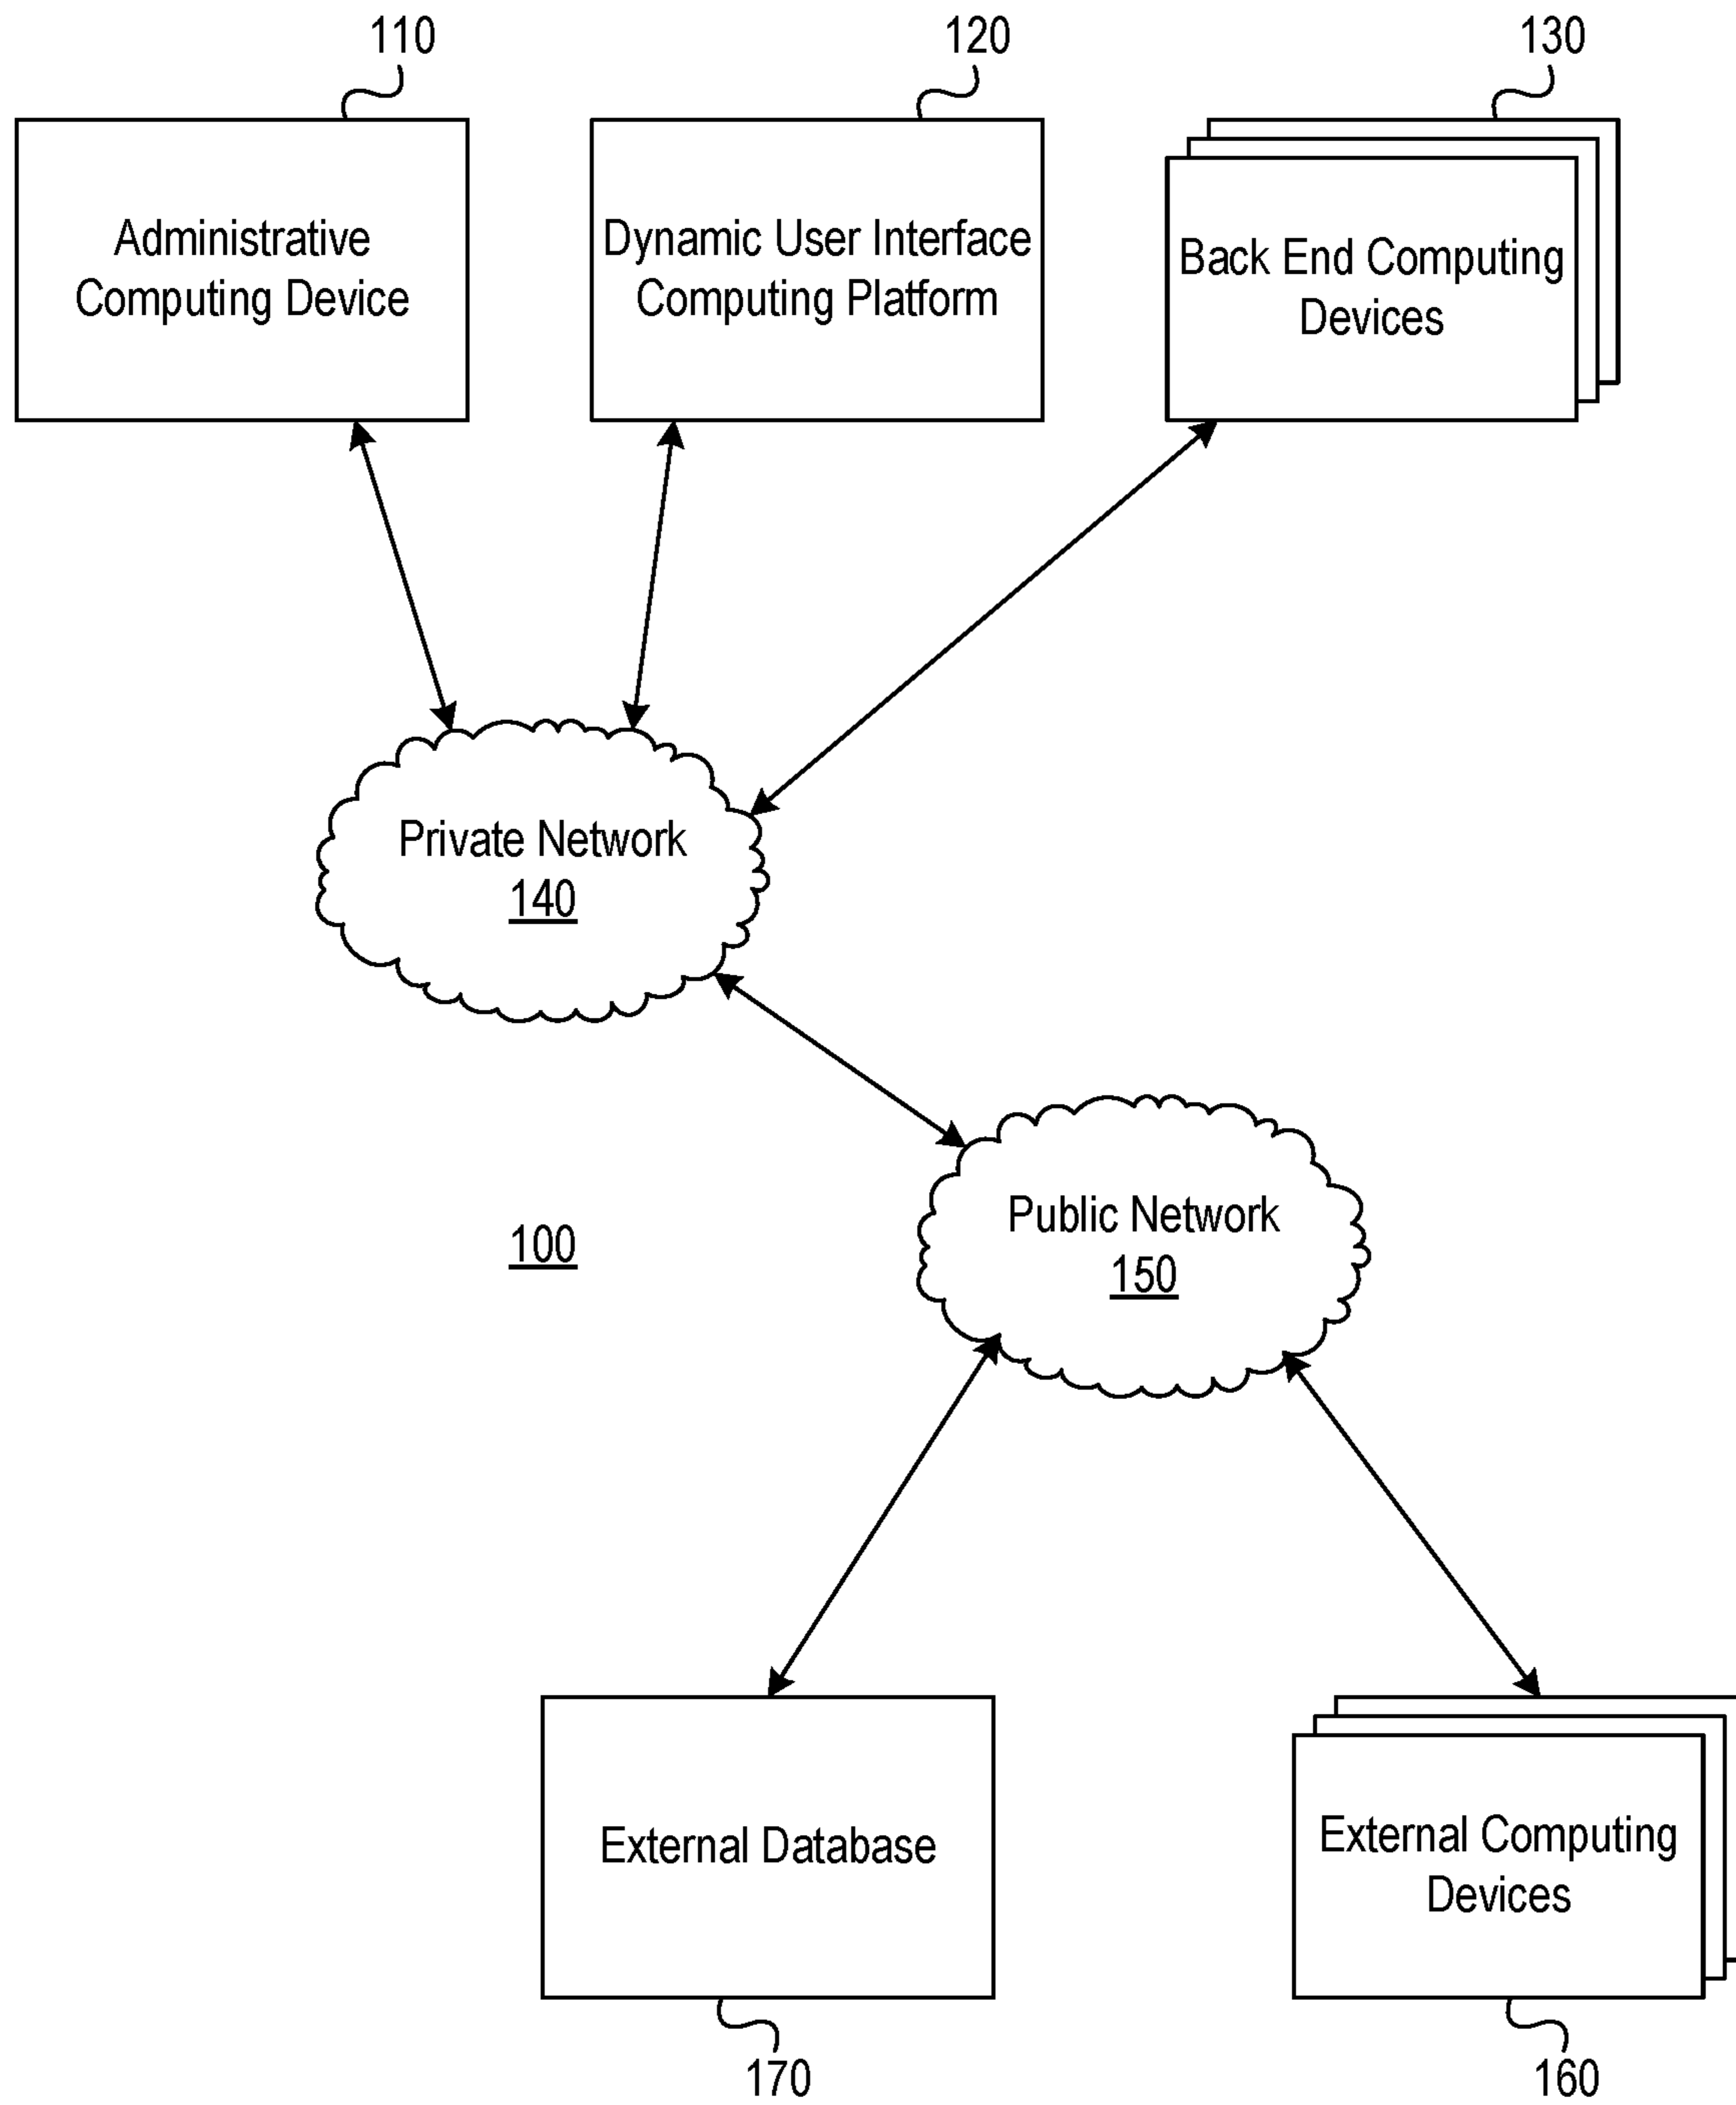 110
120
130
Administrative
Computing Device
Dynamic User Interface
Computing Platform
Back End Computing
Devices
Private Network
140
Public Network
150
100
External Database
External Computing
Devices
170
160